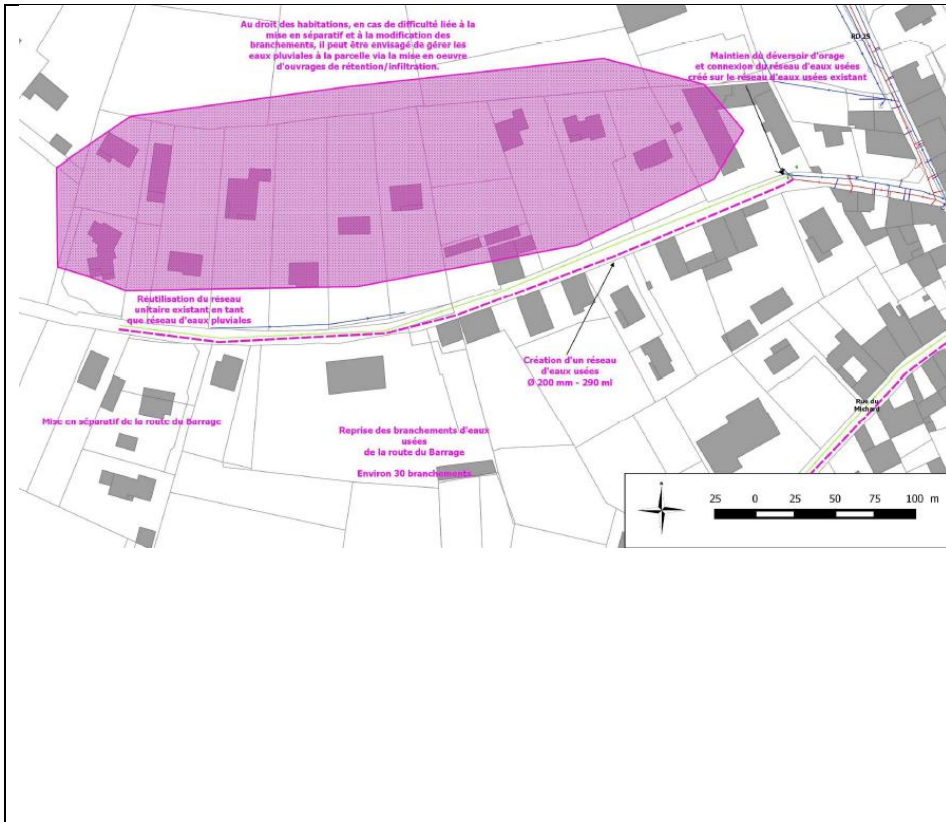 Au droit des habitations, en cas de difficulté liée à la
mise en séparatif et à la modification des
branchements, il peut être envisagé de gérer les
eaux pluviales à la parcelle via la mise en oeuvre
d'ouvrages de rétention/infiltration.
RD 25
Maintien du déversoir d'orage
et connexion du réseau d'eaux usées
créé sur le réseau d'eaux usées existant
Réutilisation du réseau
unitaire existant en tant
que réseau d'eaux pluviales
Création d'un réseau
d'eaux usées
Ø 200 mm - 290 ml
Mise en séparatif de la route du Barrage
Reprise des branchements d'eaux
usées
de la route du Barrage
Environ 30 branchements
Rue du
Michard
25 0 25 50 75 100 m